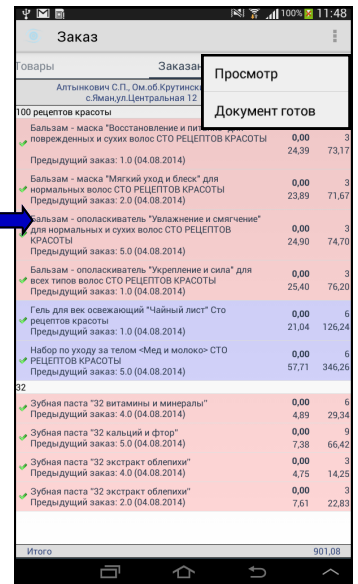 100% 11:48
Заказ
Товары Заказан
Просмотр
Документ готов
Алтынкович С.П., Ом.об.Крутински
с.Яман,ул.Центральная 12
100 рецептов красоты
Бальзам - маска "Восстановление и питание" для
поврежденных и сухих волос СТО РЕЦЕПТОВ КРАСОТЫ 0,00 3
24,39 73,17
Предыдущий заказ: 1.0 (04.08.2014)
Бальзам - маска "Мягкий уход и блеск" для
нормальных волос СТО РЕЦЕПТОВ КРАСОТЫ 0,00 3
Предыдущий заказ: 2.0 (04.08.2014) 23,89 71,67
Бальзам - ополаскиватель "Увлажнение и смягчение"
для нормальных и сухих волос СТО РЕЦЕПТОВ 0,00 3
КРАСОТЫ 24,90 74,70
Предыдущий заказ: 5.0 (04.08.2014)
Бальзам - ополаскиватель "Укрепление и сила" для
всех типов волос СТО РЕЦЕПТОВ КРАСОТЫ 0,00 3
Предыдущий заказ: 1.0 (04.08.2014) 25,40 76,20
Гель для век освежающий "Чайный лист" Сто 0,00 6
рецептов красоты
Предыдущий заказ: 1.0 (04.08.2014) 21,04 126,24
Набор по уходу за телом <Мед и молоко> СТО 0,00 6
РЕЦЕПТОВ КРАСОТЫ
Предыдущий заказ: 5.0 (04.08.2014) 57,71 346,26
32
Зубная паста "32 витамины и минералы" 0,00 6
Предыдущий заказ: 4.0 (04.08.2014) 4,89 29,34
Зубная паста "32 кальций и фтор" 0,00 9
Предыдущий заказ: 5.0 (04.08.2014) 7,38 66,42
Зубная паста "32 экстракт облепихи" 0,00 3
Предыдущий заказ: 4.0 (04.08.2014) 4,75 14,25
Зубная паста "32 экстракт облепихи" 0,00 3
Предыдущий заказ: 2.0 (04.08.2014) 7,61 22,83
Итого 901,08